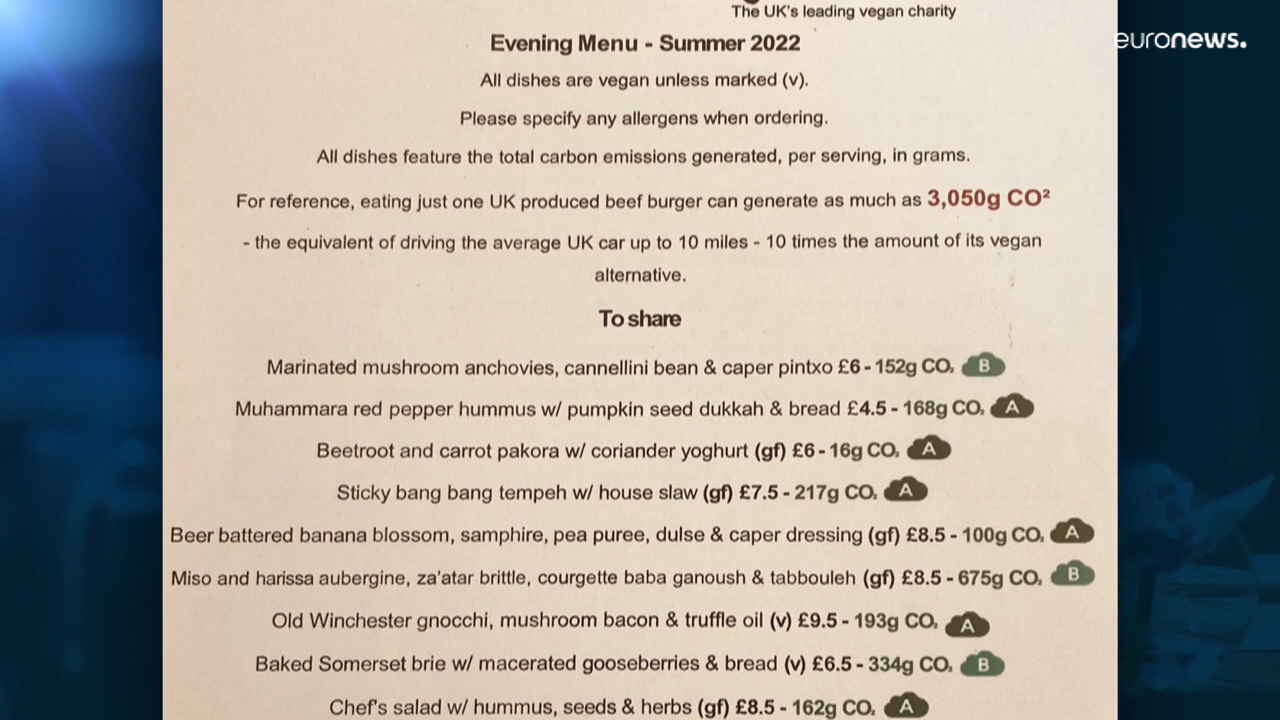 The UK's leading vegan charity
euronews.
Evening Menu - Summer 2022
All dishes are vegan unless marked (v).
Please specify any allergens when ordering.
All dishes feature the total carbon emissions generated, per serving, in grams.
For reference, eating just one UK produced beef burger can generate as much as 3,050g CO²
- the equivalent of driving the average UK car up to 10 miles - 10 times the amount of its vegan
alternative.
To share
Marinated mushroom anchovies, cannellini bean & caper pintxo £6 - 152g CO₂ B
Muhammara red pepper hummus w/ pumpkin seed dukkah & bread £4.5 - 168g CO₂ A
Beetroot and carrot pakora w/ coriander yoghurt (gf) £6 - 16g CO₂ A
Sticky bang bang tempeh w/ house slaw (gf) £7.5 - 217g CO₂ A
Beer battered banana blossom, samphire, pea puree, dulse & caper dressing (gf) £8.5 - 100g CO₂ A
Miso and harissa aubergine, za'atar brittle, courgette baba ganoush & tabbouleh (gf) £8.5 - 675g CO₂ B
Old Winchester gnocchi, mushroom bacon & truffle oil (v) £9.5 - 193g CO₂ A
Baked Somerset brie w/ macerated gooseberries & bread (v) £6.5 - 334g CO₂ B
Chef's salad w/ hummus, seeds & herbs (gf) £8.5 - 162g CO₂ A